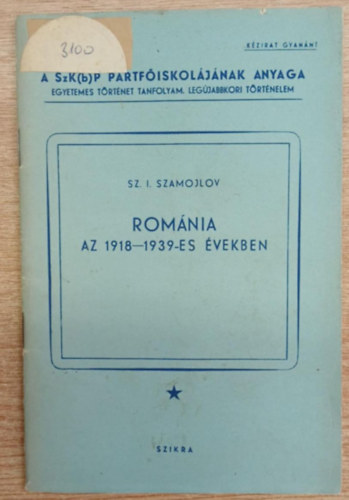 3100
KÉZIRAT GYANÁNT
A SzK(b)P PÁRTFŐISKOLÁJÁNAK ANYAGA
EGYETEMES TÖRTÉNET TANFOLYAM. LEGÚJABBKORI TÖRTÉNELEM
SZ. I. SZAMOJLOV
ROMÁNIA
AZ 1918—1939-ES ÉVEKBEN
SZIKRA